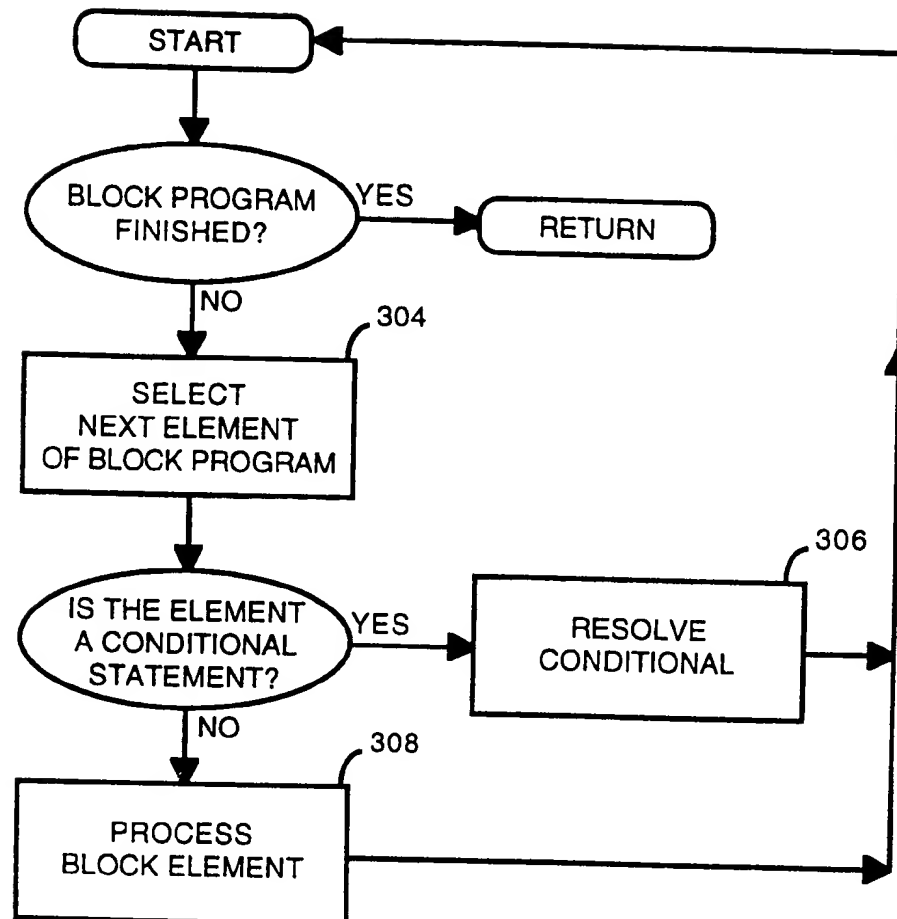 START
BLOCK PROGRAM
FINISHED?
YES
RETURN
NO
304
SELECT
NEXT ELEMENT
OF BLOCK PROGRAM
306
IS THE ELEMENT
A CONDITIONAL
STATEMENT?
YES
RESOLVE
CONDITIONAL
NO
308
PROCESS
BLOCK ELEMENT